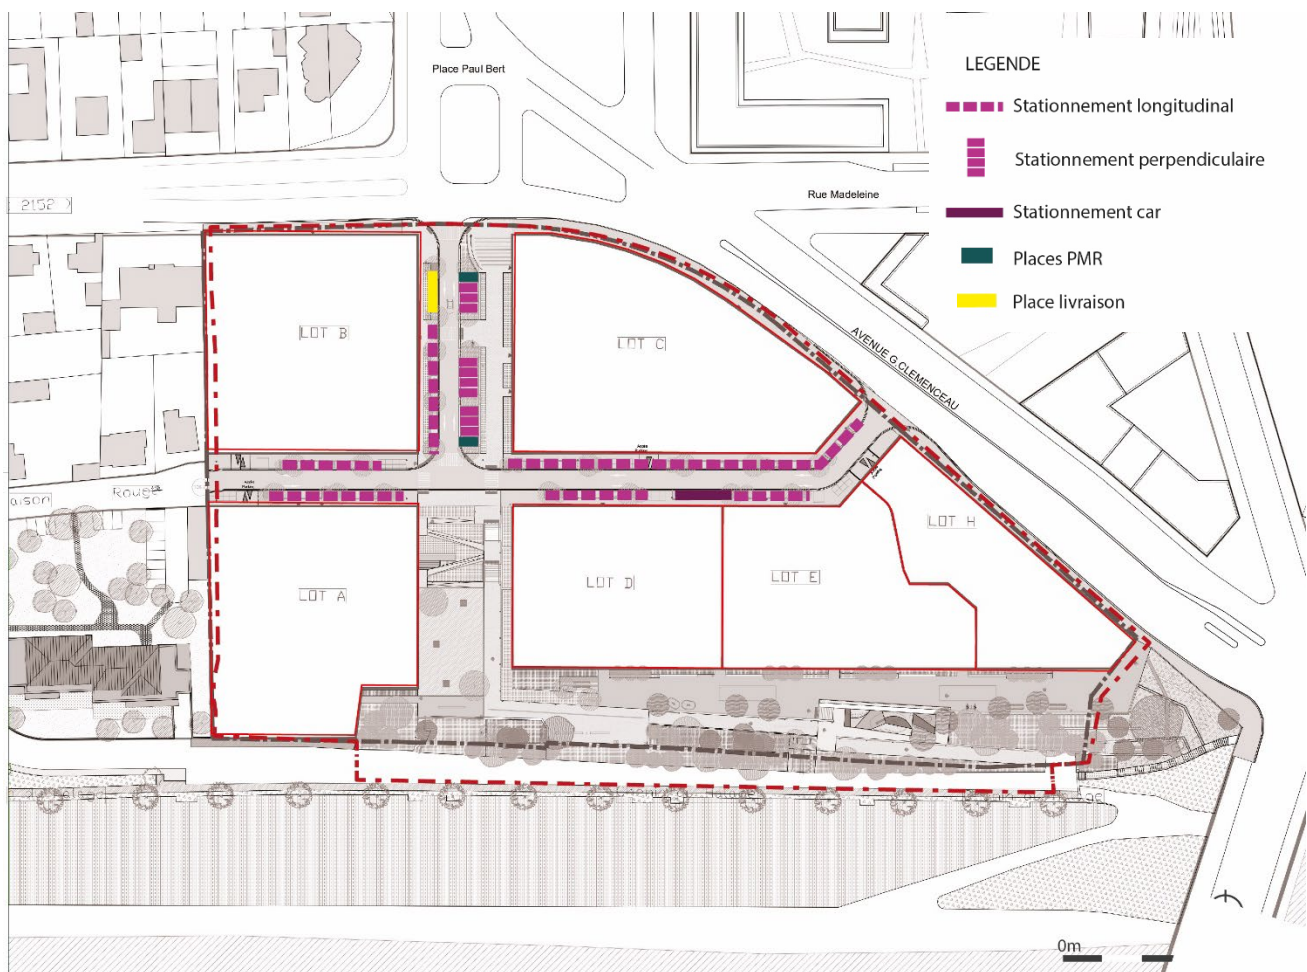 Place Paul Bert
LEGENDE
Stationnement longitudinal
Stationnement perpendiculaire
Stationnement car
Places PMR
Place livraison
Rue Madeleine
2152
AVENUE G.CLEMENCEAU
LOT B
LOT C
aison
Rouge
LOT H
LOT A
LOT D
LOT E
0m